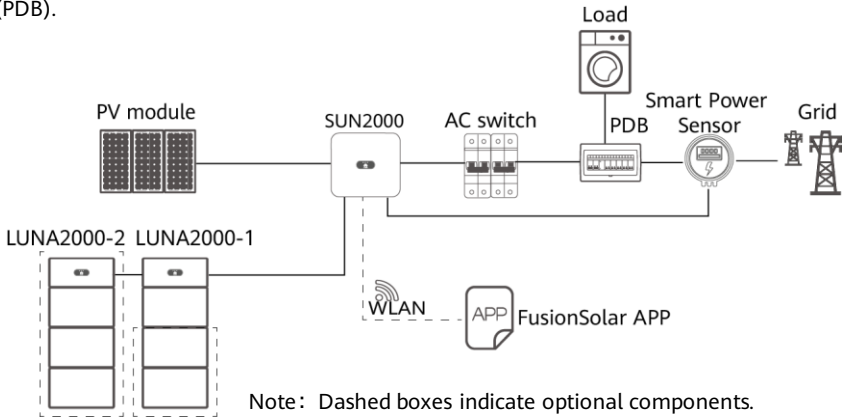 (PDB).
Load
PV module
SUN2000
AC switch
PDB
Smart Power
Sensor
Grid
LUNA2000-2 LUNA2000-1
WLAN
APP
FusionSolar APP
Note: Dashed boxes indicate optional components.